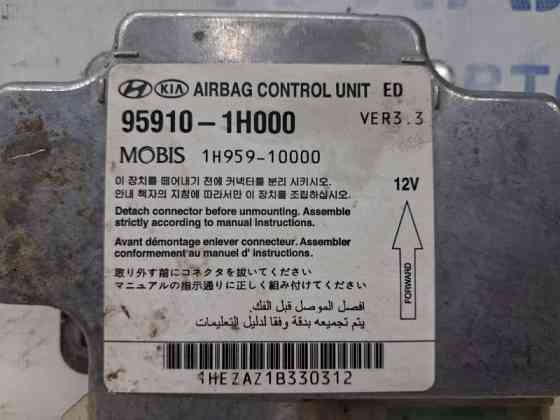 HYUNDAI KIA AIRBAG CONTROL UNIT ED
95910-1H000
VER3.3
MOBIS 1H959-10000
이 장치를 떼어내기 전에 커넥터를 분리 시키시오.
안내 책자의 지침에 따라서만 이 장치를 조립하십시오.
12V
Detach connector before unmounting. Assemble
strictly according to manual instructions.
Avant démontage enlever connecteur. Assembler
conformement au manuel d' instructions.
FORWARD
取り外す前にコネクタを抜いてください
マニュアルの指示通りに正しく組み付けてください
افصل الموصل قبل الفك.
يتم تجميعه بدقة وفقا لدليل التعليمات
1HEZAZ1B330312